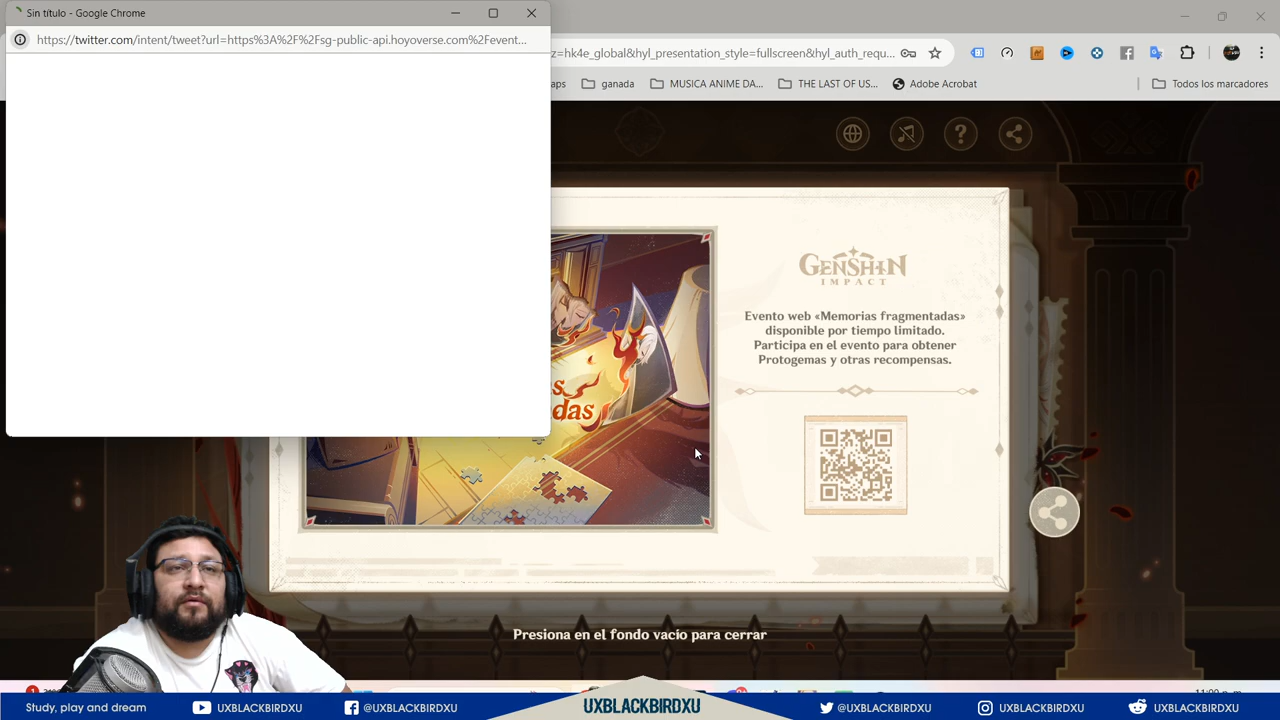 Sin título - Google Chrome
https://twitter.com/intent/tweet?url=https%3A%2F%2Fsg-public-api.hoyoverse.com%2Fevent...
z=hk4e_global&hyl_presentation_style=fullscreen&hyl_auth_requ...
aps
ganada
MUSICA ANIME DA...
THE LAST OF US...
Adobe Acrobat
Todos los marcadores
GENSHIN
IMPACT
Evento web «Memorias fragmentadas»
disponible por tiempo limitado.
Participa en el evento para obtener
Protogemas y otras recompensas.
s
das
Presiona en el fondo vacio para cerrar
Study, play and dream
UXBLACKBIRDXU
@UXBLACKBIRDXU
UXBLACKBIRDXU
@UXBLACKBIRDXU
UXBLACKBIRDXU
UXBLACKBIRDXU